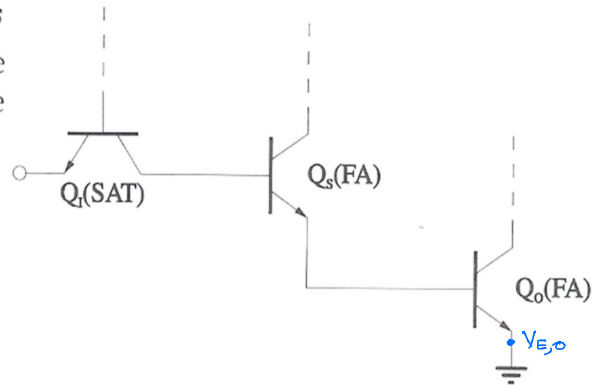 s
e
e
Q_I(SAT)
Q_S(FA)
Q_O(FA)
V_E,O